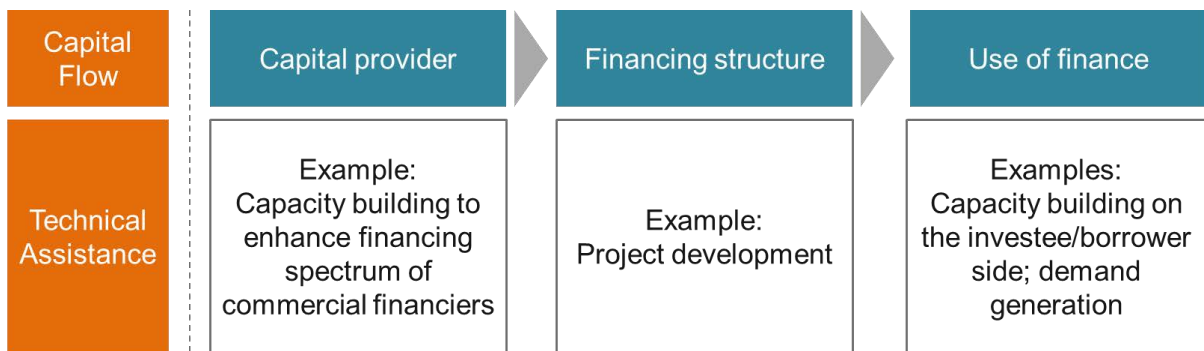 Capital
Flow
Capital provider
Financing structure
Use of finance
Technical
Assistance
Example:
Capacity building to
enhance financing
spectrum of
commercial financiers
Example:
Project development
Examples:
Capacity building on
the investee/borrower
side; demand
generation